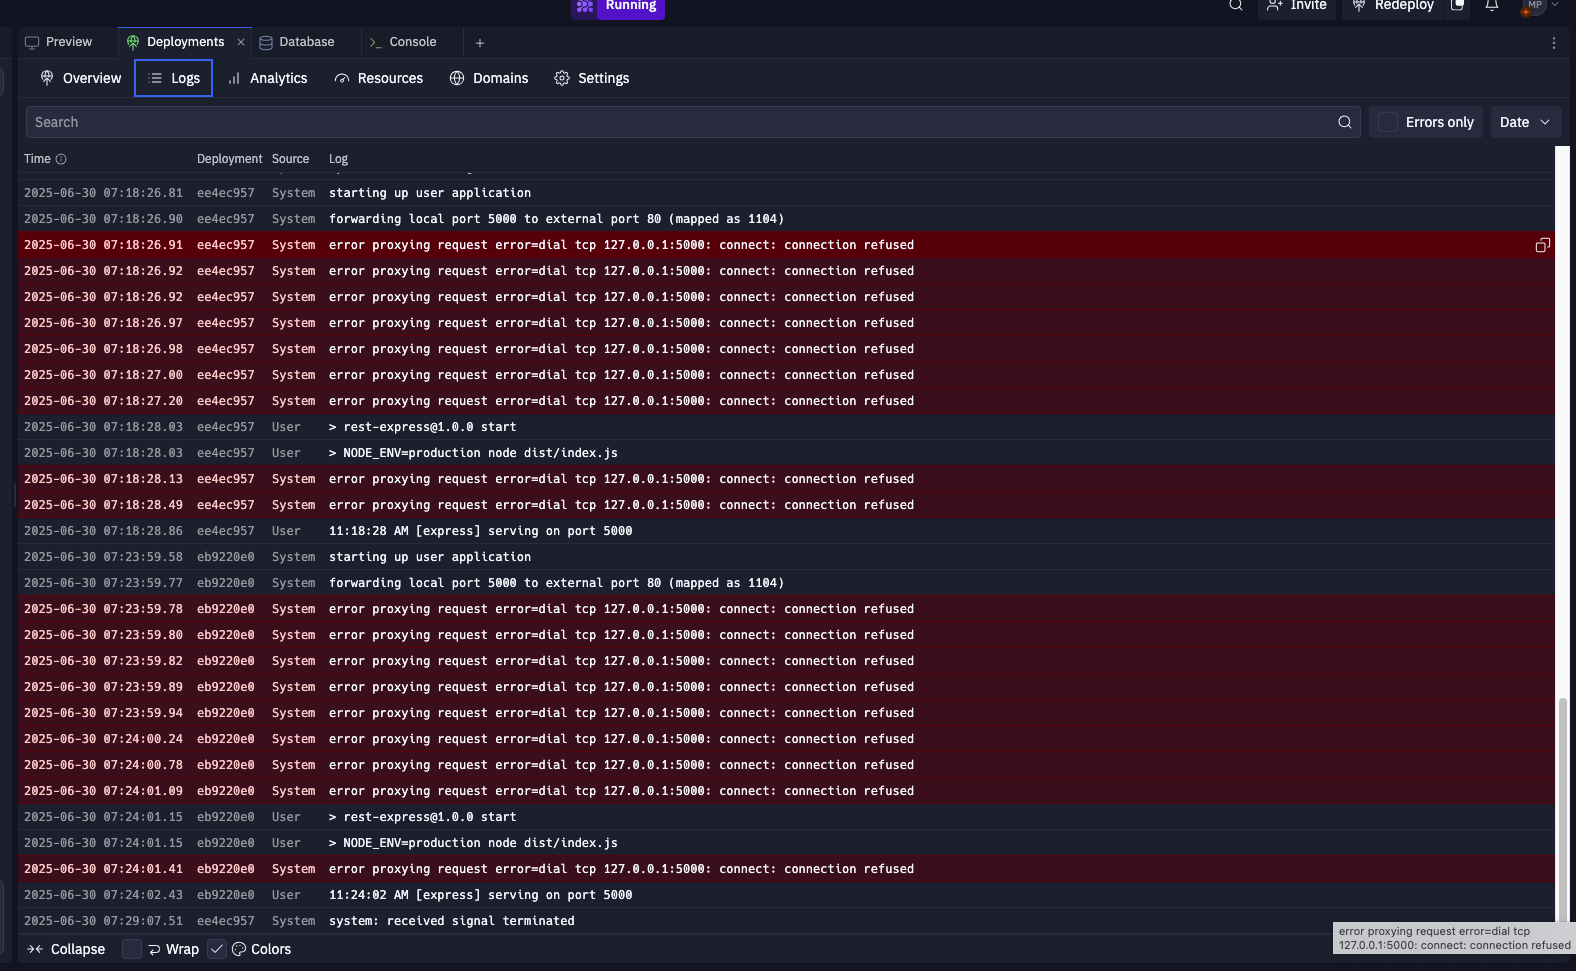 Running
Invite
Redeploy
MP
Preview
Deployments
Database
Console
Overview
Logs
Analytics
Resources
Domains
Settings
Search
Errors only
Date
Time Deployment Source Log
2025-06-30 07:18:26.81 ee4ec957 System starting up user application
2025-06-30 07:18:26.90 ee4ec957 System forwarding local port 5000 to external port 80 (mapped as 1104)
2025-06-30 07:18:26.91 ee4ec957 System error proxying request error=dial tcp 127.0.0.1:5000: connect: connection refused
2025-06-30 07:18:26.92 ee4ec957 System error proxying request error=dial tcp 127.0.0.1:5000: connect: connection refused
2025-06-30 07:18:26.92 ee4ec957 System error proxying request error=dial tcp 127.0.0.1:5000: connect: connection refused
2025-06-30 07:18:26.97 ee4ec957 System error proxying request error=dial tcp 127.0.0.1:5000: connect: connection refused
2025-06-30 07:18:26.98 ee4ec957 System error proxying request error=dial tcp 127.0.0.1:5000: connect: connection refused
2025-06-30 07:18:27.00 ee4ec957 System error proxying request error=dial tcp 127.0.0.1:5000: connect: connection refused
2025-06-30 07:18:27.20 ee4ec957 System error proxying request error=dial tcp 127.0.0.1:5000: connect: connection refused
2025-06-30 07:18:28.03 ee4ec957 User > rest-express@1.0.0 start
2025-06-30 07:18:28.03 ee4ec957 User > NODE_ENV=production node dist/index.js
2025-06-30 07:18:28.13 ee4ec957 System error proxying request error=dial tcp 127.0.0.1:5000: connect: connection refused
2025-06-30 07:18:28.49 ee4ec957 System error proxying request error=dial tcp 127.0.0.1:5000: connect: connection refused
2025-06-30 07:18:28.86 ee4ec957 User 11:18:28 AM [express] serving on port 5000
2025-06-30 07:23:59.58 eb9220e0 System starting up user application
2025-06-30 07:23:59.77 eb9220e0 System forwarding local port 5000 to external port 80 (mapped as 1104)
2025-06-30 07:23:59.78 eb9220e0 System error proxying request error=dial tcp 127.0.0.1:5000: connect: connection refused
2025-06-30 07:23:59.80 eb9220e0 System error proxying request error=dial tcp 127.0.0.1:5000: connect: connection refused
2025-06-30 07:23:59.82 eb9220e0 System error proxying request error=dial tcp 127.0.0.1:5000: connect: connection refused
2025-06-30 07:23:59.89 eb9220e0 System error proxying request error=dial tcp 127.0.0.1:5000: connect: connection refused
2025-06-30 07:23:59.94 eb9220e0 System error proxying request error=dial tcp 127.0.0.1:5000: connect: connection refused
2025-06-30 07:24:00.24 eb9220e0 System error proxying request error=dial tcp 127.0.0.1:5000: connect: connection refused
2025-06-30 07:24:00.78 eb9220e0 System error proxying request error=dial tcp 127.0.0.1:5000: connect: connection refused
2025-06-30 07:24:01.09 eb9220e0 System error proxying request error=dial tcp 127.0.0.1:5000: connect: connection refused
2025-06-30 07:24:01.15 eb9220e0 User > rest-express@1.0.0 start
2025-06-30 07:24:01.15 eb9220e0 User > NODE_ENV=production node dist/index.js
2025-06-30 07:24:01.41 eb9220e0 System error proxying request error=dial tcp 127.0.0.1:5000: connect: connection refused
2025-06-30 07:24:02.43 eb9220e0 User 11:24:02 AM [express] serving on port 5000
2025-06-30 07:29:07.51 ee4ec957 System system: received signal terminated
Collapse
Wrap
Colors
error proxying request error=dial tcp
127.0.0.1:5000: connect: connection refused